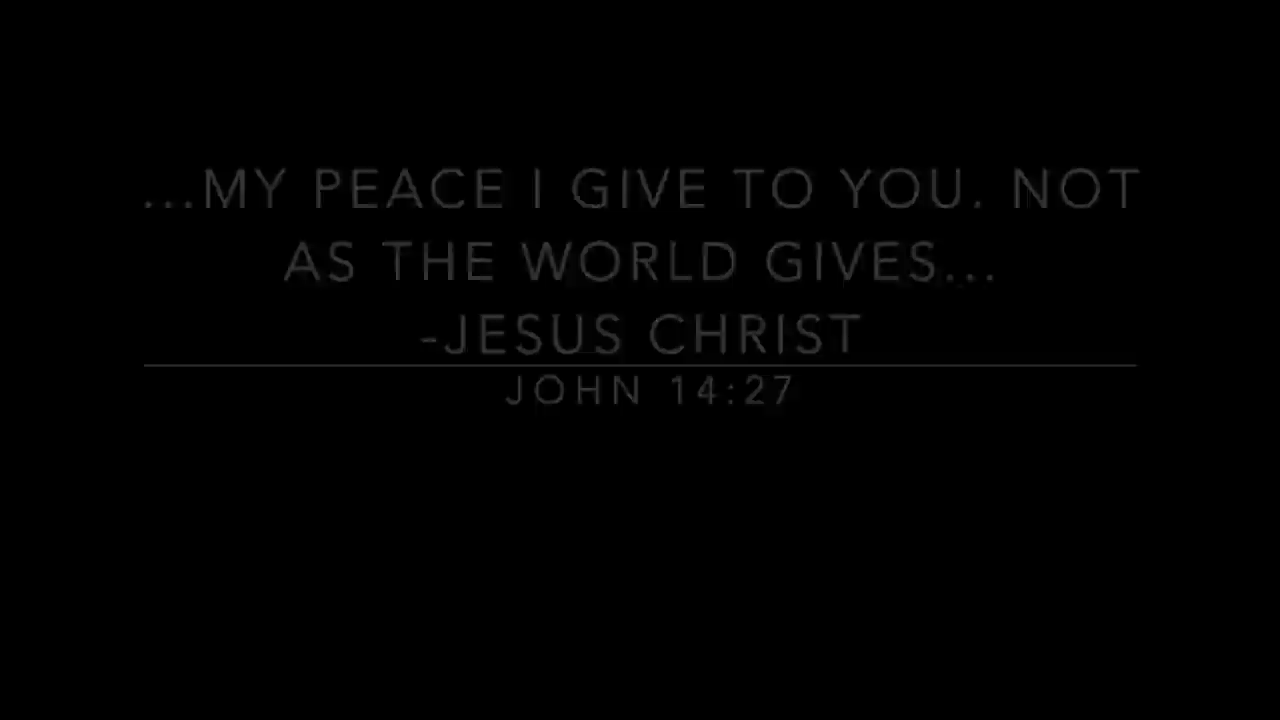 ...MY PEACE I GIVE TO YOU. NOT
AS THE WORLD GIVES...
-JESUS CHRIST
JOHN 14:27